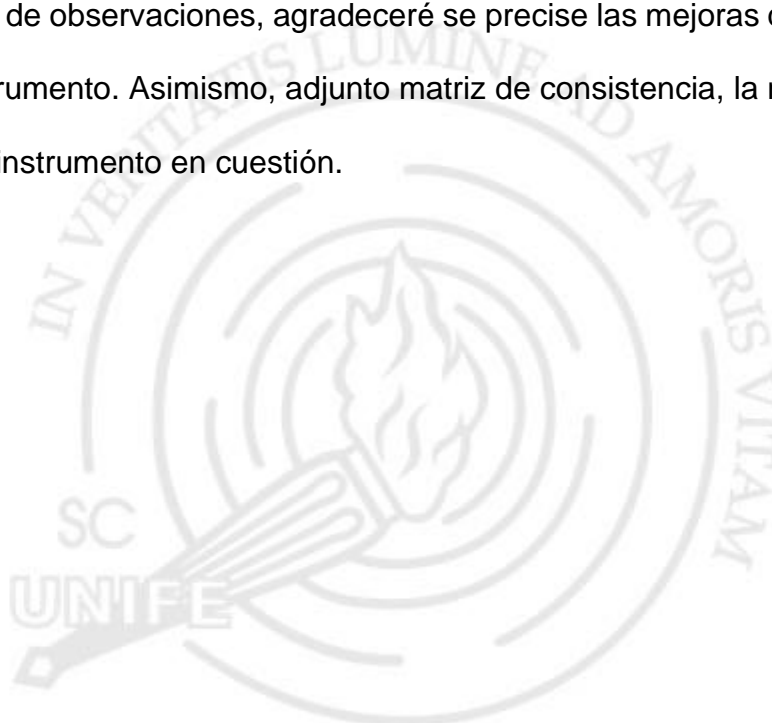 de observaciones, agradeceré se precise las mejoras
rumento. Asimismo, adjunto matriz de consistencia, la
instrumento en cuestión.
IN VERITATIS LUMINE AD AMORIS VITAM
SC
UNIFE